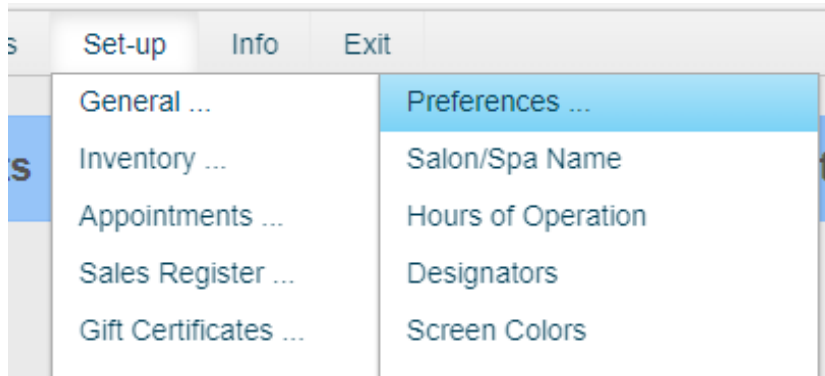 s Set-up Info Exit
General ...
Inventory ...
Appointments ...
Sales Register ...
Gift Certificates ...
Preferences ...
Salon/Spa Name
Hours of Operation
Designators
Screen Colors
ts